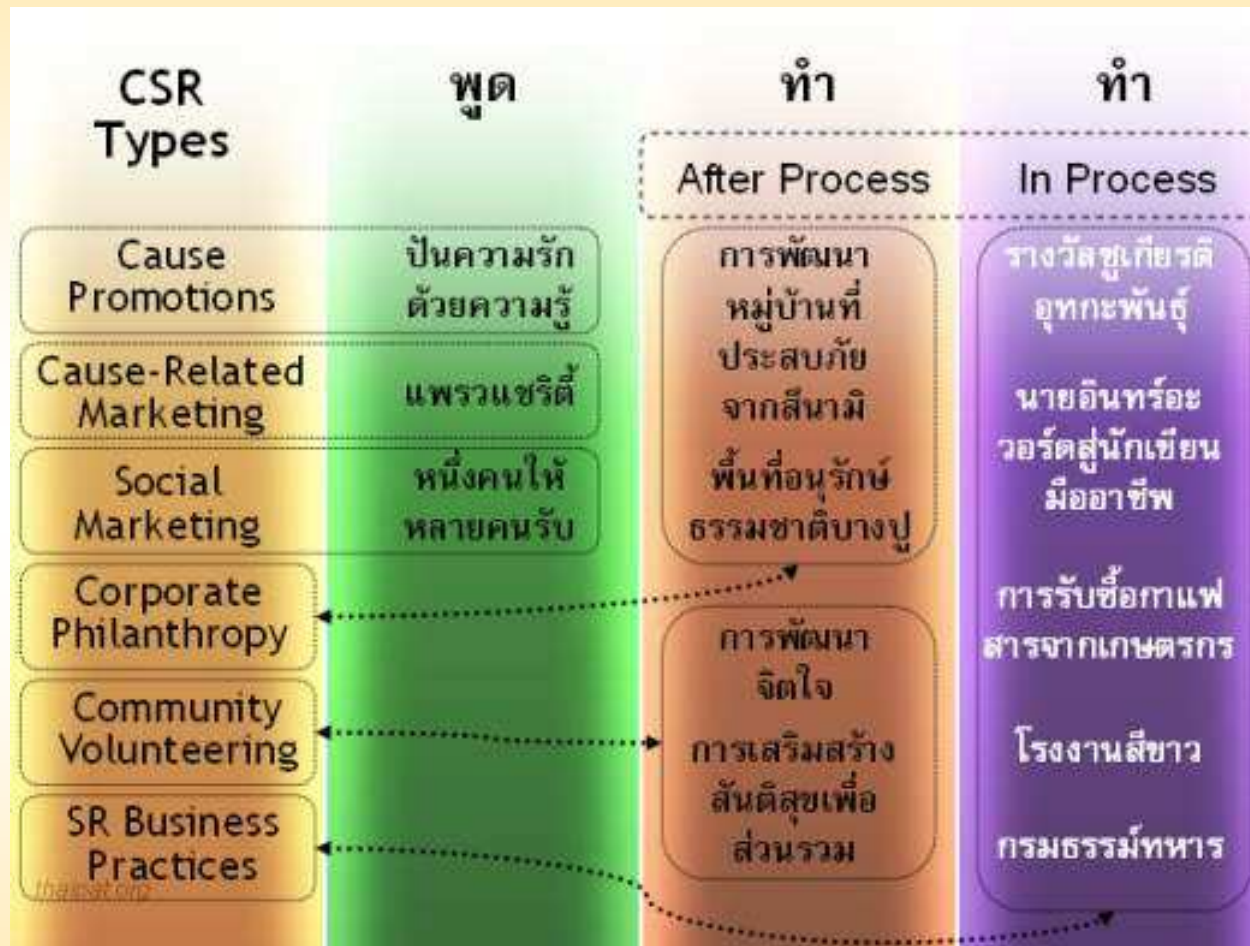 CSR
Types
พูด
ทำ
ทำ
After Process
In Process
Cause
Promotions
ปันความรัก
ด้วยความรู้
Cause-Related
Marketing
แพรวแชริตี้
Social
Marketing
หนึ่งคนให้
หลายคนรับ
Corporate
Philanthropy
Community
Volunteering
SR Business
Practices
การพัฒนา
หมู่บ้านที่
ประสบภัย
จากสึนามิ
พื้นที่อนุรักษ์
ธรรมชาติบางปู
การพัฒนา
จิตใจ
การเสริมสร้าง
สันติสุขเพื่อ
ส่วนรวม
รางวัลชูเกียรติ
อุทกะพันธุ์
นายอินทร์อะ
วอร์ดสู่นักเขียน
มืออาชีพ
การรับซื้อกาแฟ
สารจากเกษตรกร
โรงงานสีขาว
กรมธรรม์ทหาร
thaipat.org